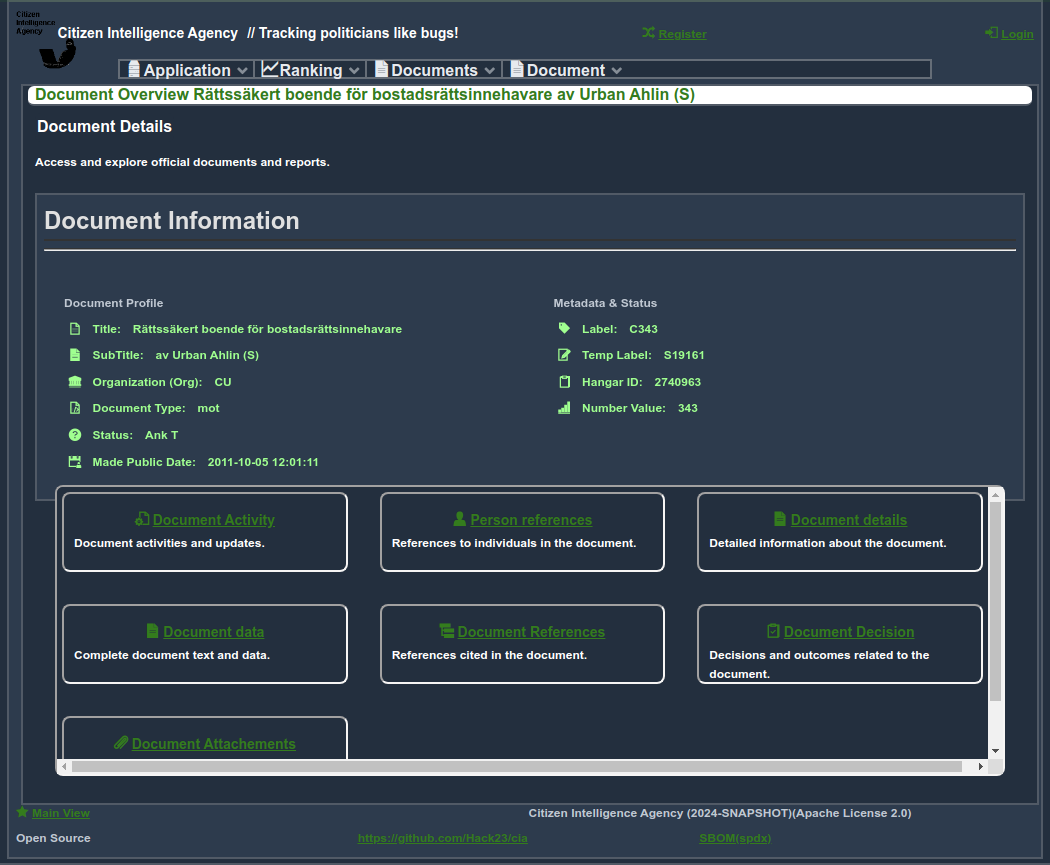 Citizen
Intelligence
Agency
Citizen Intelligence Agency // Tracking politicians like bugs!
Register
Login
Application
Ranking
Documents
Document
Document Overview Rättssäkert boende för bostadsrättsinnehavare av Urban Ahlin (S)
Document Details
Access and explore official documents and reports.
Document Information
Document Profile
Title: Rättssäkert boende för bostadsrättsinnehavare
SubTitle: av Urban Ahlin (S)
Organization (Org): CU
Document Type: mot
Status: Ank T
Made Public Date: 2011-10-05 12:01:11
Metadata & Status
Label: C343
Temp Label: S19161
Hangar ID: 2740963
Number Value: 343
Document Activity
Document activities and updates.
Person references
References to individuals in the document.
Document details
Detailed information about the document.
Document data
Complete document text and data.
Document References
References cited in the document.
Document Decision
Decisions and outcomes related to the
document.
Document Attachements
Main View
Citizen Intelligence Agency (2024-SNAPSHOT)(Apache License 2.0)
Open Source
https://github.com/Hack23/cia
SBOM(spdx)